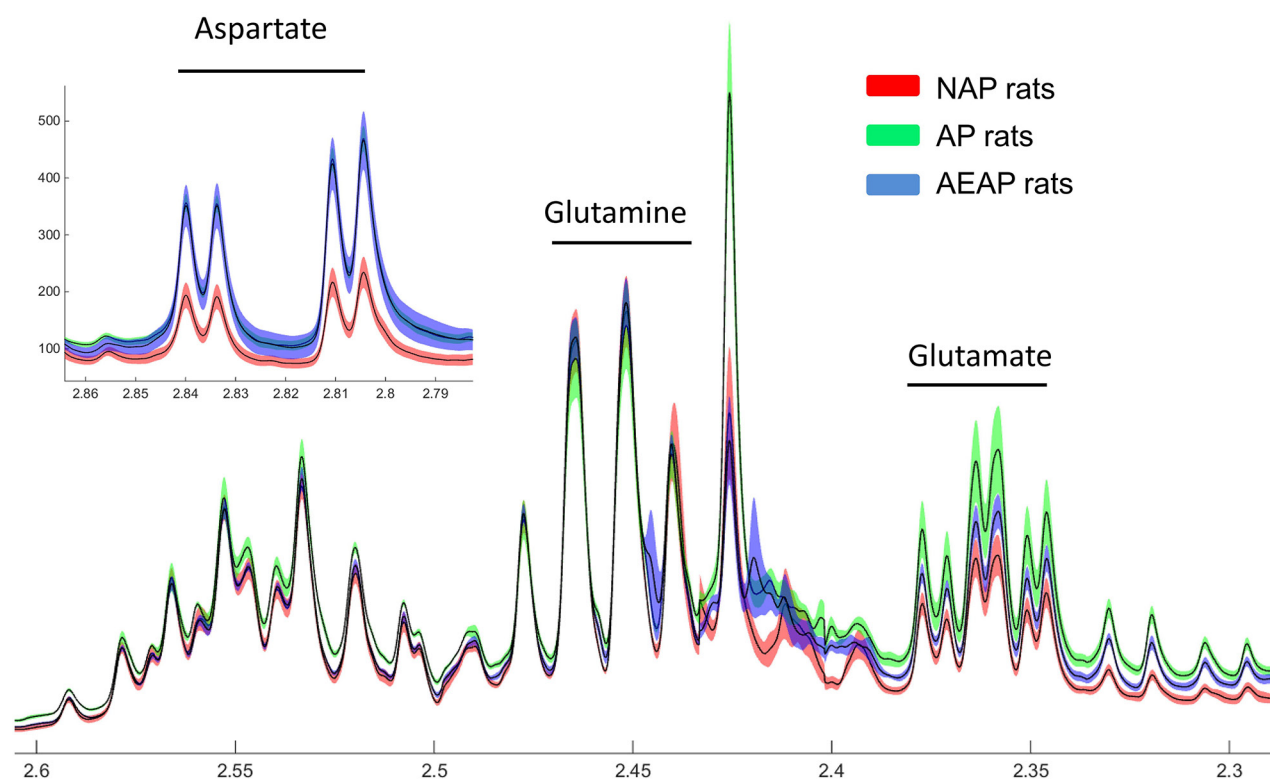 Aspartate
500
400
300
200
100
2.86 2.85 2.84 2.83 2.82 2.81 2.8 2.79
NAP rats
AP rats
AEAP rats
Glutamine
Glutamate
2.6 2.55 2.5 2.45 2.4 2.35 2.3